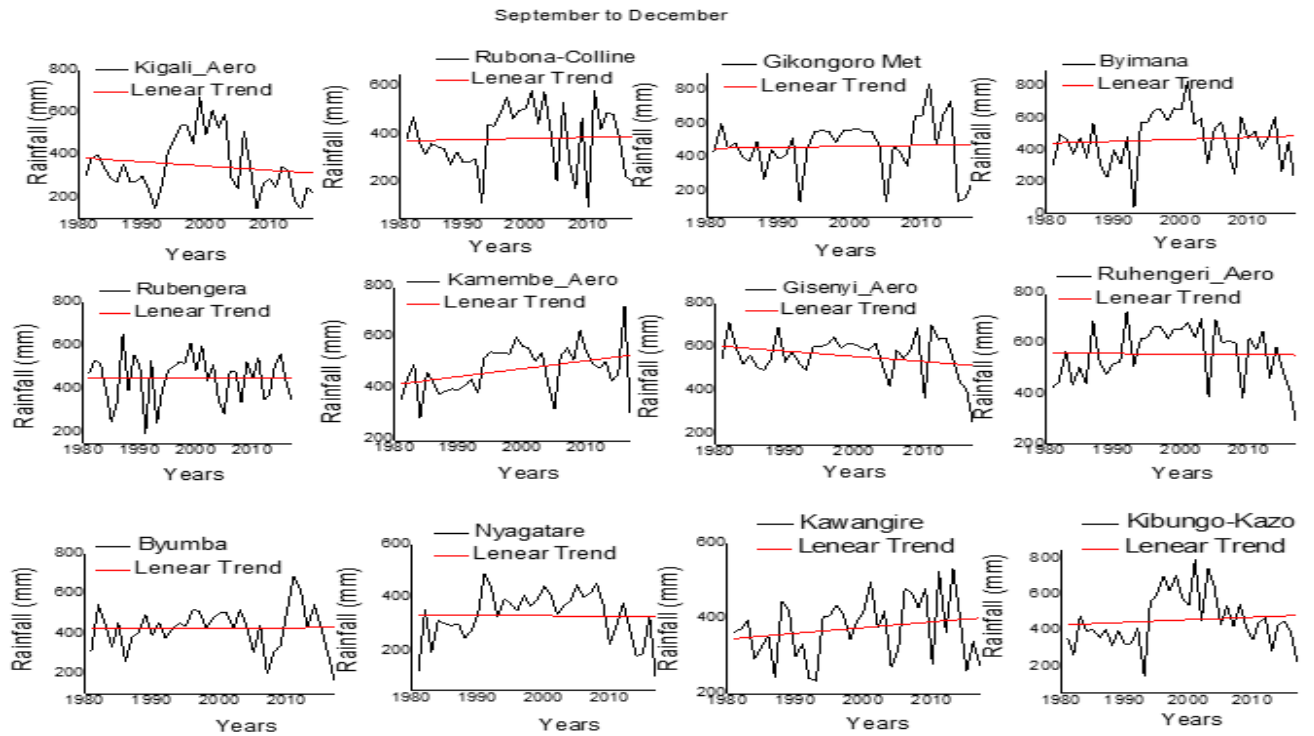 September to December
Kigali_Aero
Lenear Trend
Rainfall (mm)
800
600
400
200
1980 1990 2000 2010
Years
Rubona-Colline
Lenear Trend
Rainfall (mm)
600
400
200
1980 1990 2000 2010
Years
Gikongoro Met
Lenear Trend
Rainfall (mm)
800
600
400
200
1980 1990 2000 2010
Years
Byimana
Lenear Trend
Rainfall (mm)
800
600
400
200
0
1980 1990 2000 2010
Years
Rubengera
Lenear Trend
Rainfall (mm)
800
600
400
200
1980 1990 2000 2010
Years
Kamembe_Aero
Lenear Trend
Rainfall (mm)
800
600
400
200
1980 1990 2000 2010
Years
Gisenyi_Aero
Lenear Trend
Rainfall (mm)
800
600
400
200
1980 1990 2000 2010
Years
Ruhengeri_Aero
Lenear Trend
Rainfall (mm)
800
600
400
200
1980 1990 2000 2010
Years
Byumba
Lenear Trend
Rainfall (mm)
800
600
400
200
1980 1990 2000 2010
Years
Nyagatare
Lenear Trend
Rainfall (mm)
600
400
200
1980 1990 2000 2010
Years
Kawangire
Lenear Trend
Rainfall (mm)
600
400
200
1980 1990 2000 2010
Years
Kibungo-Kazo
Lenear Trend
Rainfall (mm)
800
600
400
200
1980 1990 2000 2010
Years